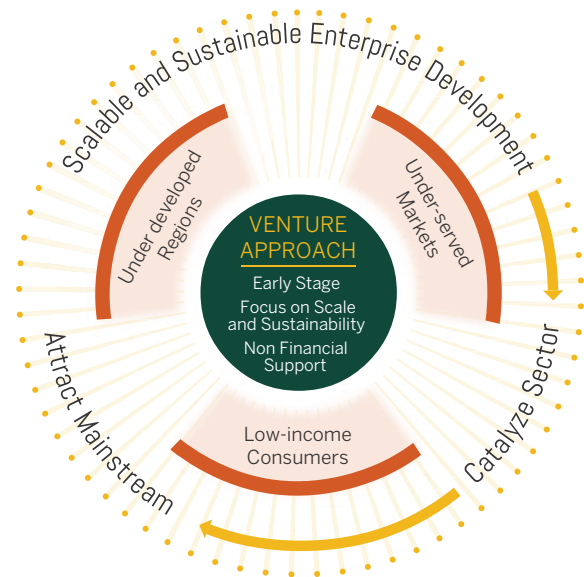 Scalable and Sustainable Enterprise Development
Under developed
Regions
Under-served
Markets
VENTURE
APPROACH
Early Stage
Focus on Scale
and Sustainability
Non Financial
Support
Attract Mainstream
Catalyze Sector
Low-income
Consumers